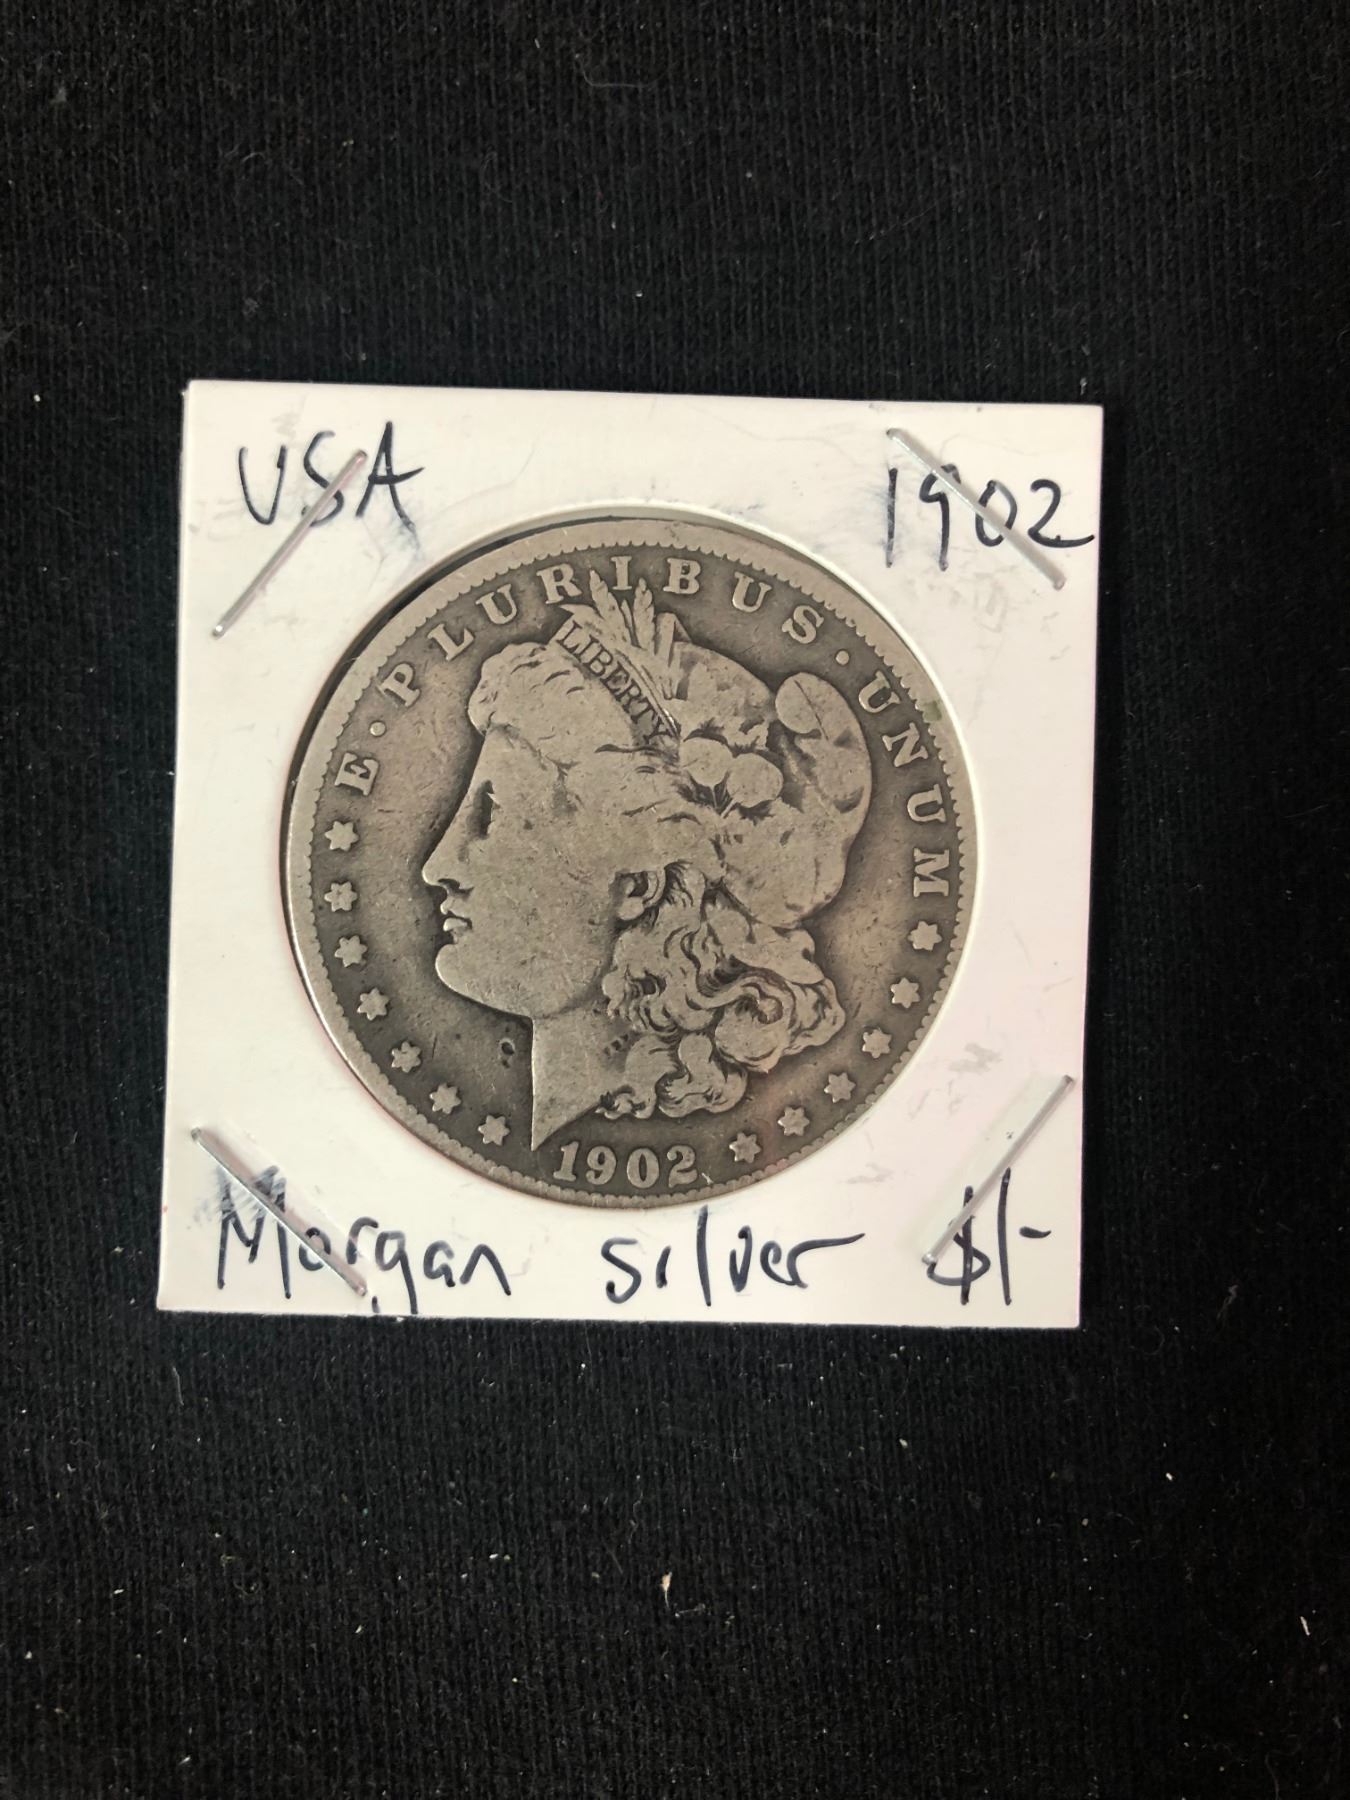 USA 1902
E · PLURIBUS · UNUM
LIBERTY
1902
Morgan silver $1-